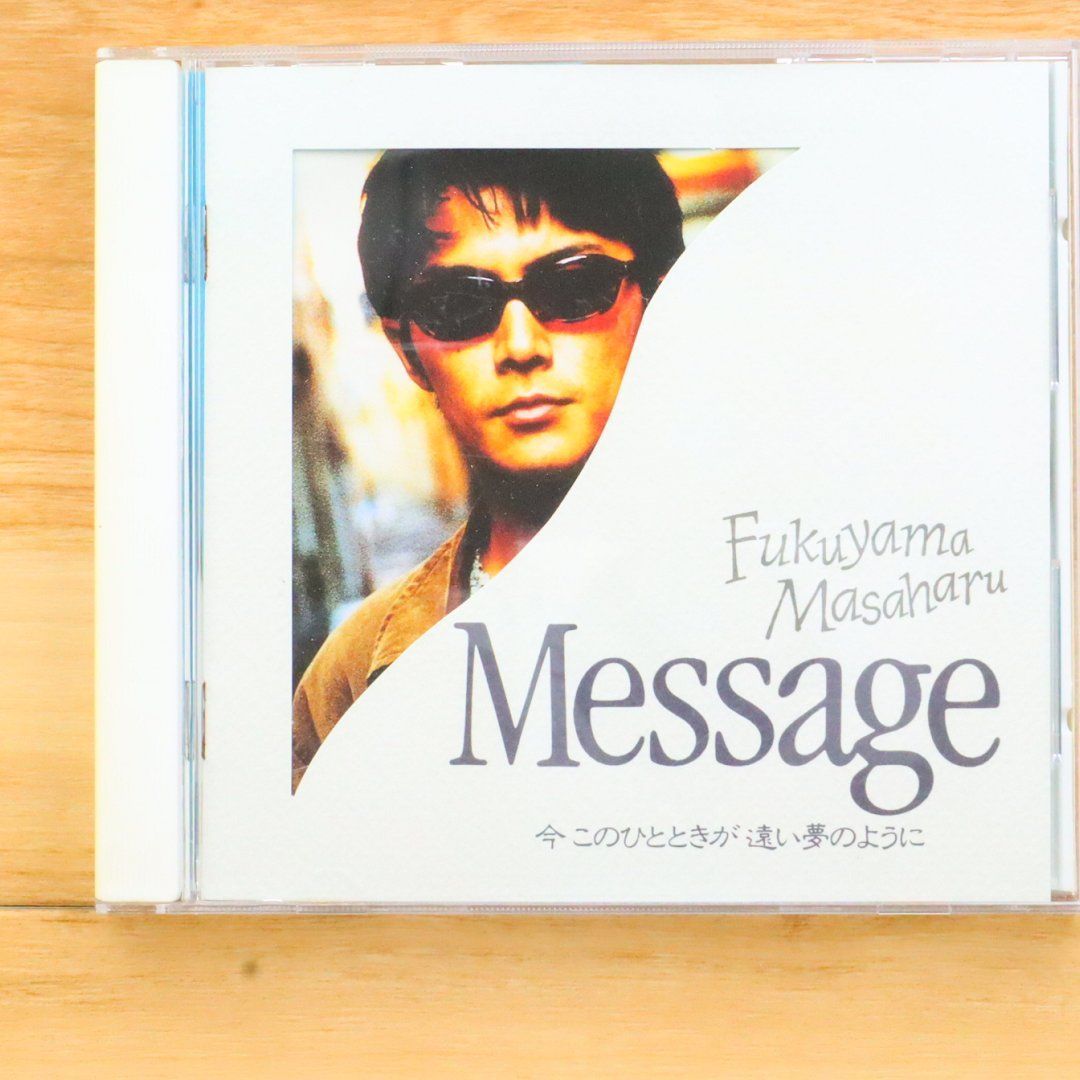 Fukuyama
Masaharu
Message
今 このひとときが 遠い夢のように